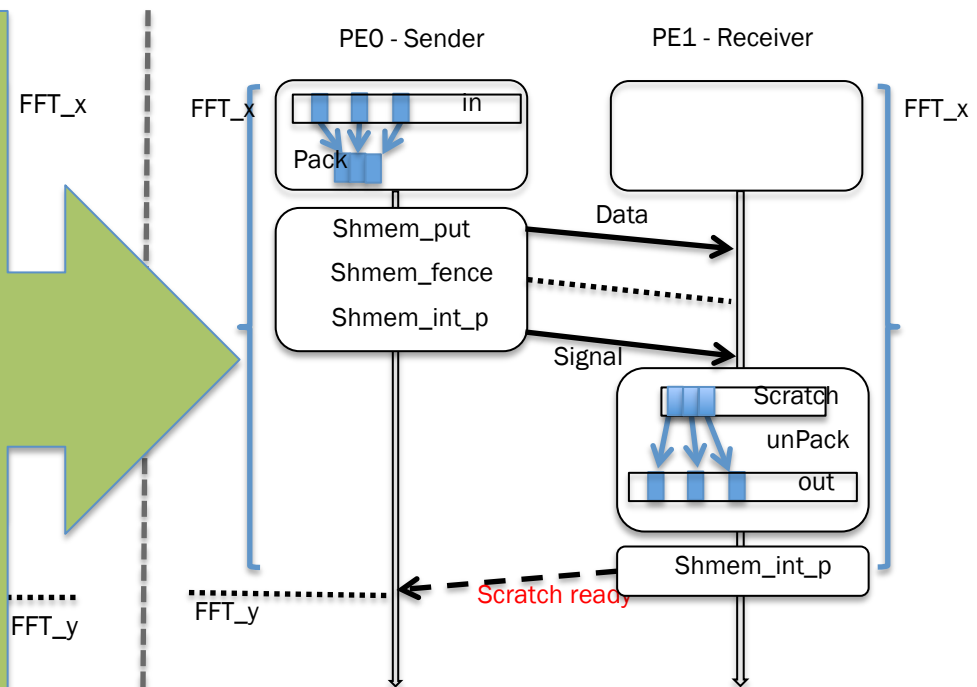 PE0 - Sender
PE1 - Receiver
FFT_x
FFT_x
in
FFT_x
Pack
Shmem_put
Data
Shmem_fence
Shmem_int_p
Signal
Scratch
unPack
out
Shmem_int_p
Scratch ready
FFT_y
FFT_y